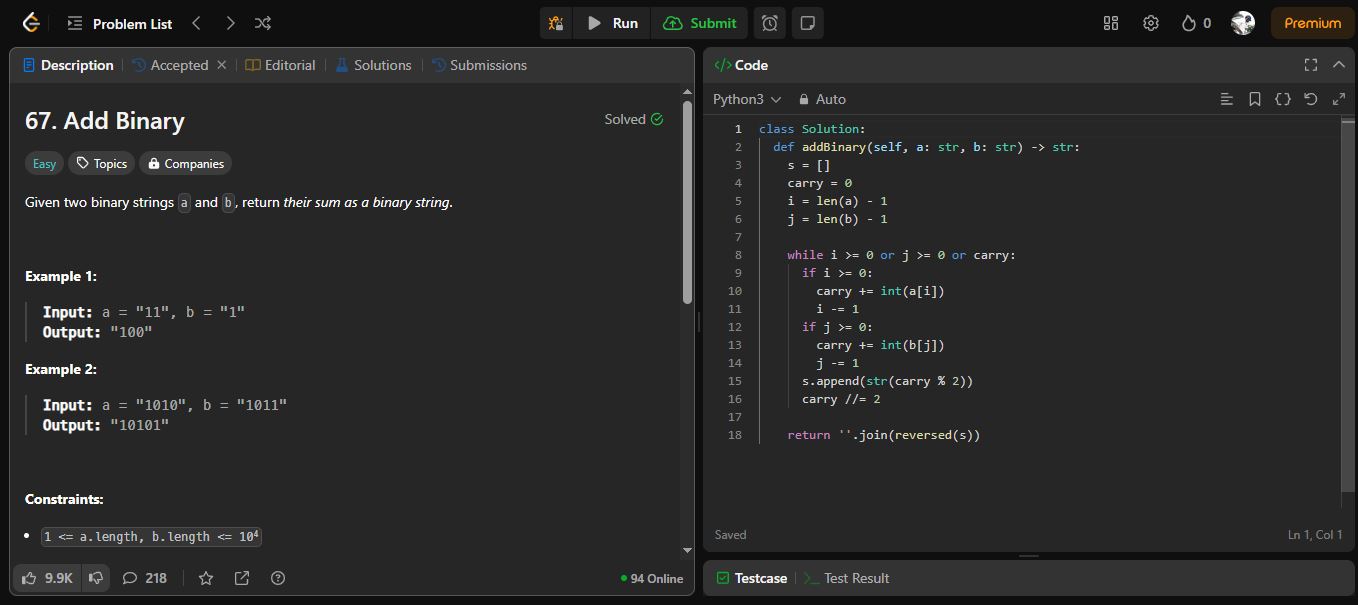 Problem List
Run
Submit
0
Premium
Description
Accepted
Editorial
Solutions
Submissions
67. Add Binary
Solved
Easy
Topics
Companies
Given two binary strings a and b, return their sum as a binary string.
Example 1:
Input: a = "11", b = "1"
Output: "100"
Example 2:
Input: a = "1010", b = "1011"
Output: "10101"
Constraints:
• 1 <= a.length, b.length <= 10⁴
9.9K
218
94 Online
</> Code
Python3
Auto
1 class Solution:
2   def addBinary(self, a: str, b: str) -> str:
3     s = []
4     carry = 0
5     i = len(a) - 1
6     j = len(b) - 1
7
8     while i >= 0 or j >= 0 or carry:
9       if i >= 0:
10         carry += int(a[i])
11         i -= 1
12       if j >= 0:
13         carry += int(b[j])
14         j -= 1
15       s.append(str(carry % 2))
16       carry //= 2
17
18     return ''.join(reversed(s))
Saved
Ln 1, Col 1
Testcase
Test Result